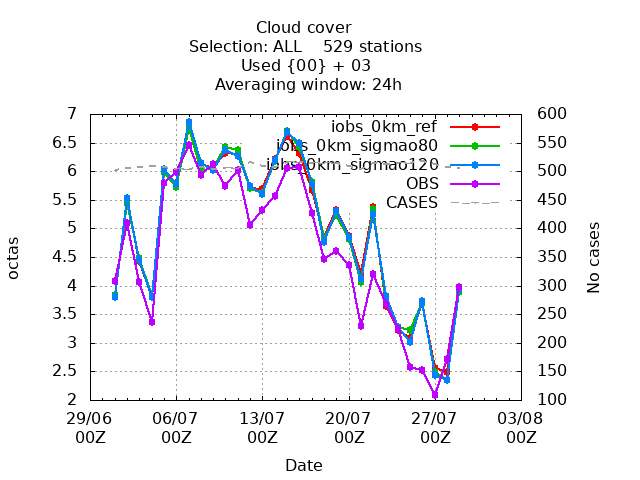 Cloud cover
Selection: ALL    529 stations
Used {00} + 03
Averaging window: 24h
7
6.5
6
5.5
5
4.5
4
3.5
3
2.5
2
octas
600
550
500
450
400
350
300
250
200
150
100
No cases
iobs_0km_ref
iobs_0km_sigmao80
iobs_0km_sigmao120
OBS
CASES
29/06 06/07 13/07 20/07 27/07 03/08
00Z 00Z 00Z 00Z 00Z 00Z
Date